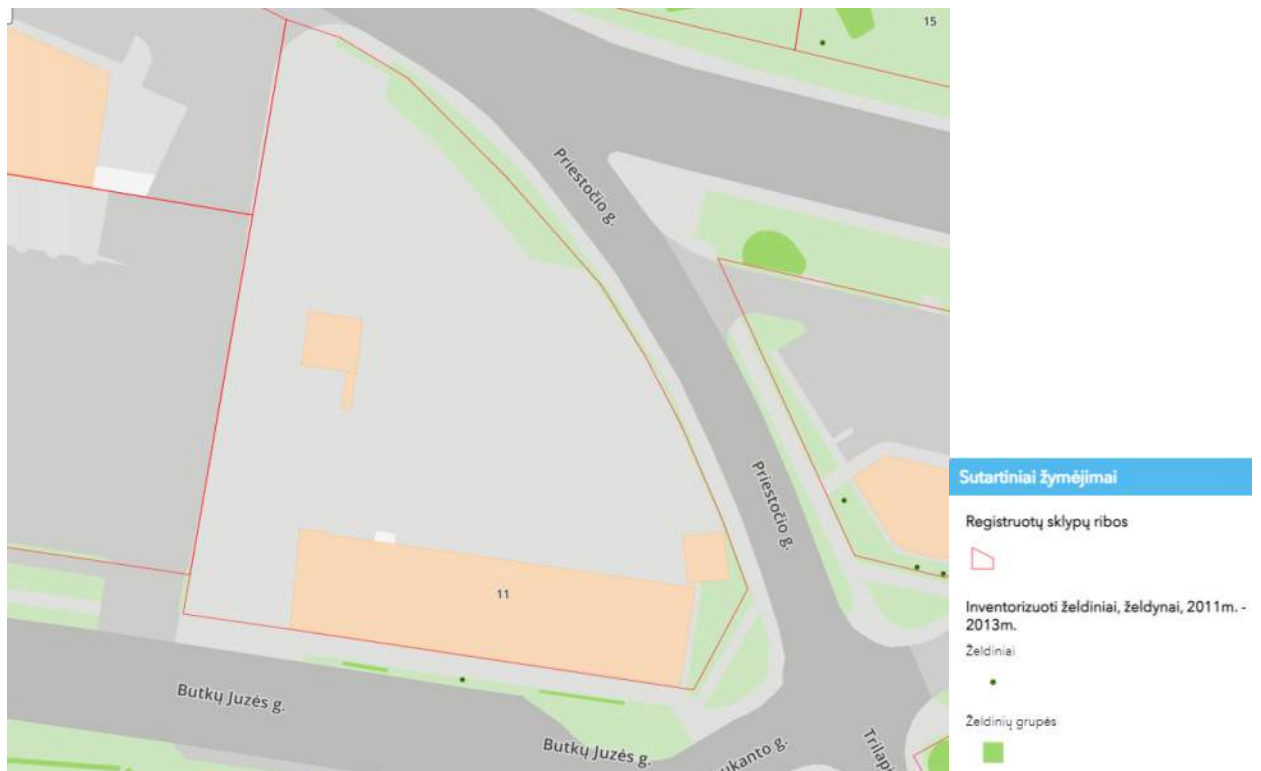 15
Priestočio g.
Priestočio g.
11
Butkų Juzės g.
Butkų Juzės g.
Sutartiniai žymėjimai
Registruotų sklypų ribos
Inventorizuoti želdiniai, želdynai, 2011m. -
2013m.
Želdiniai
Želdinių grupės